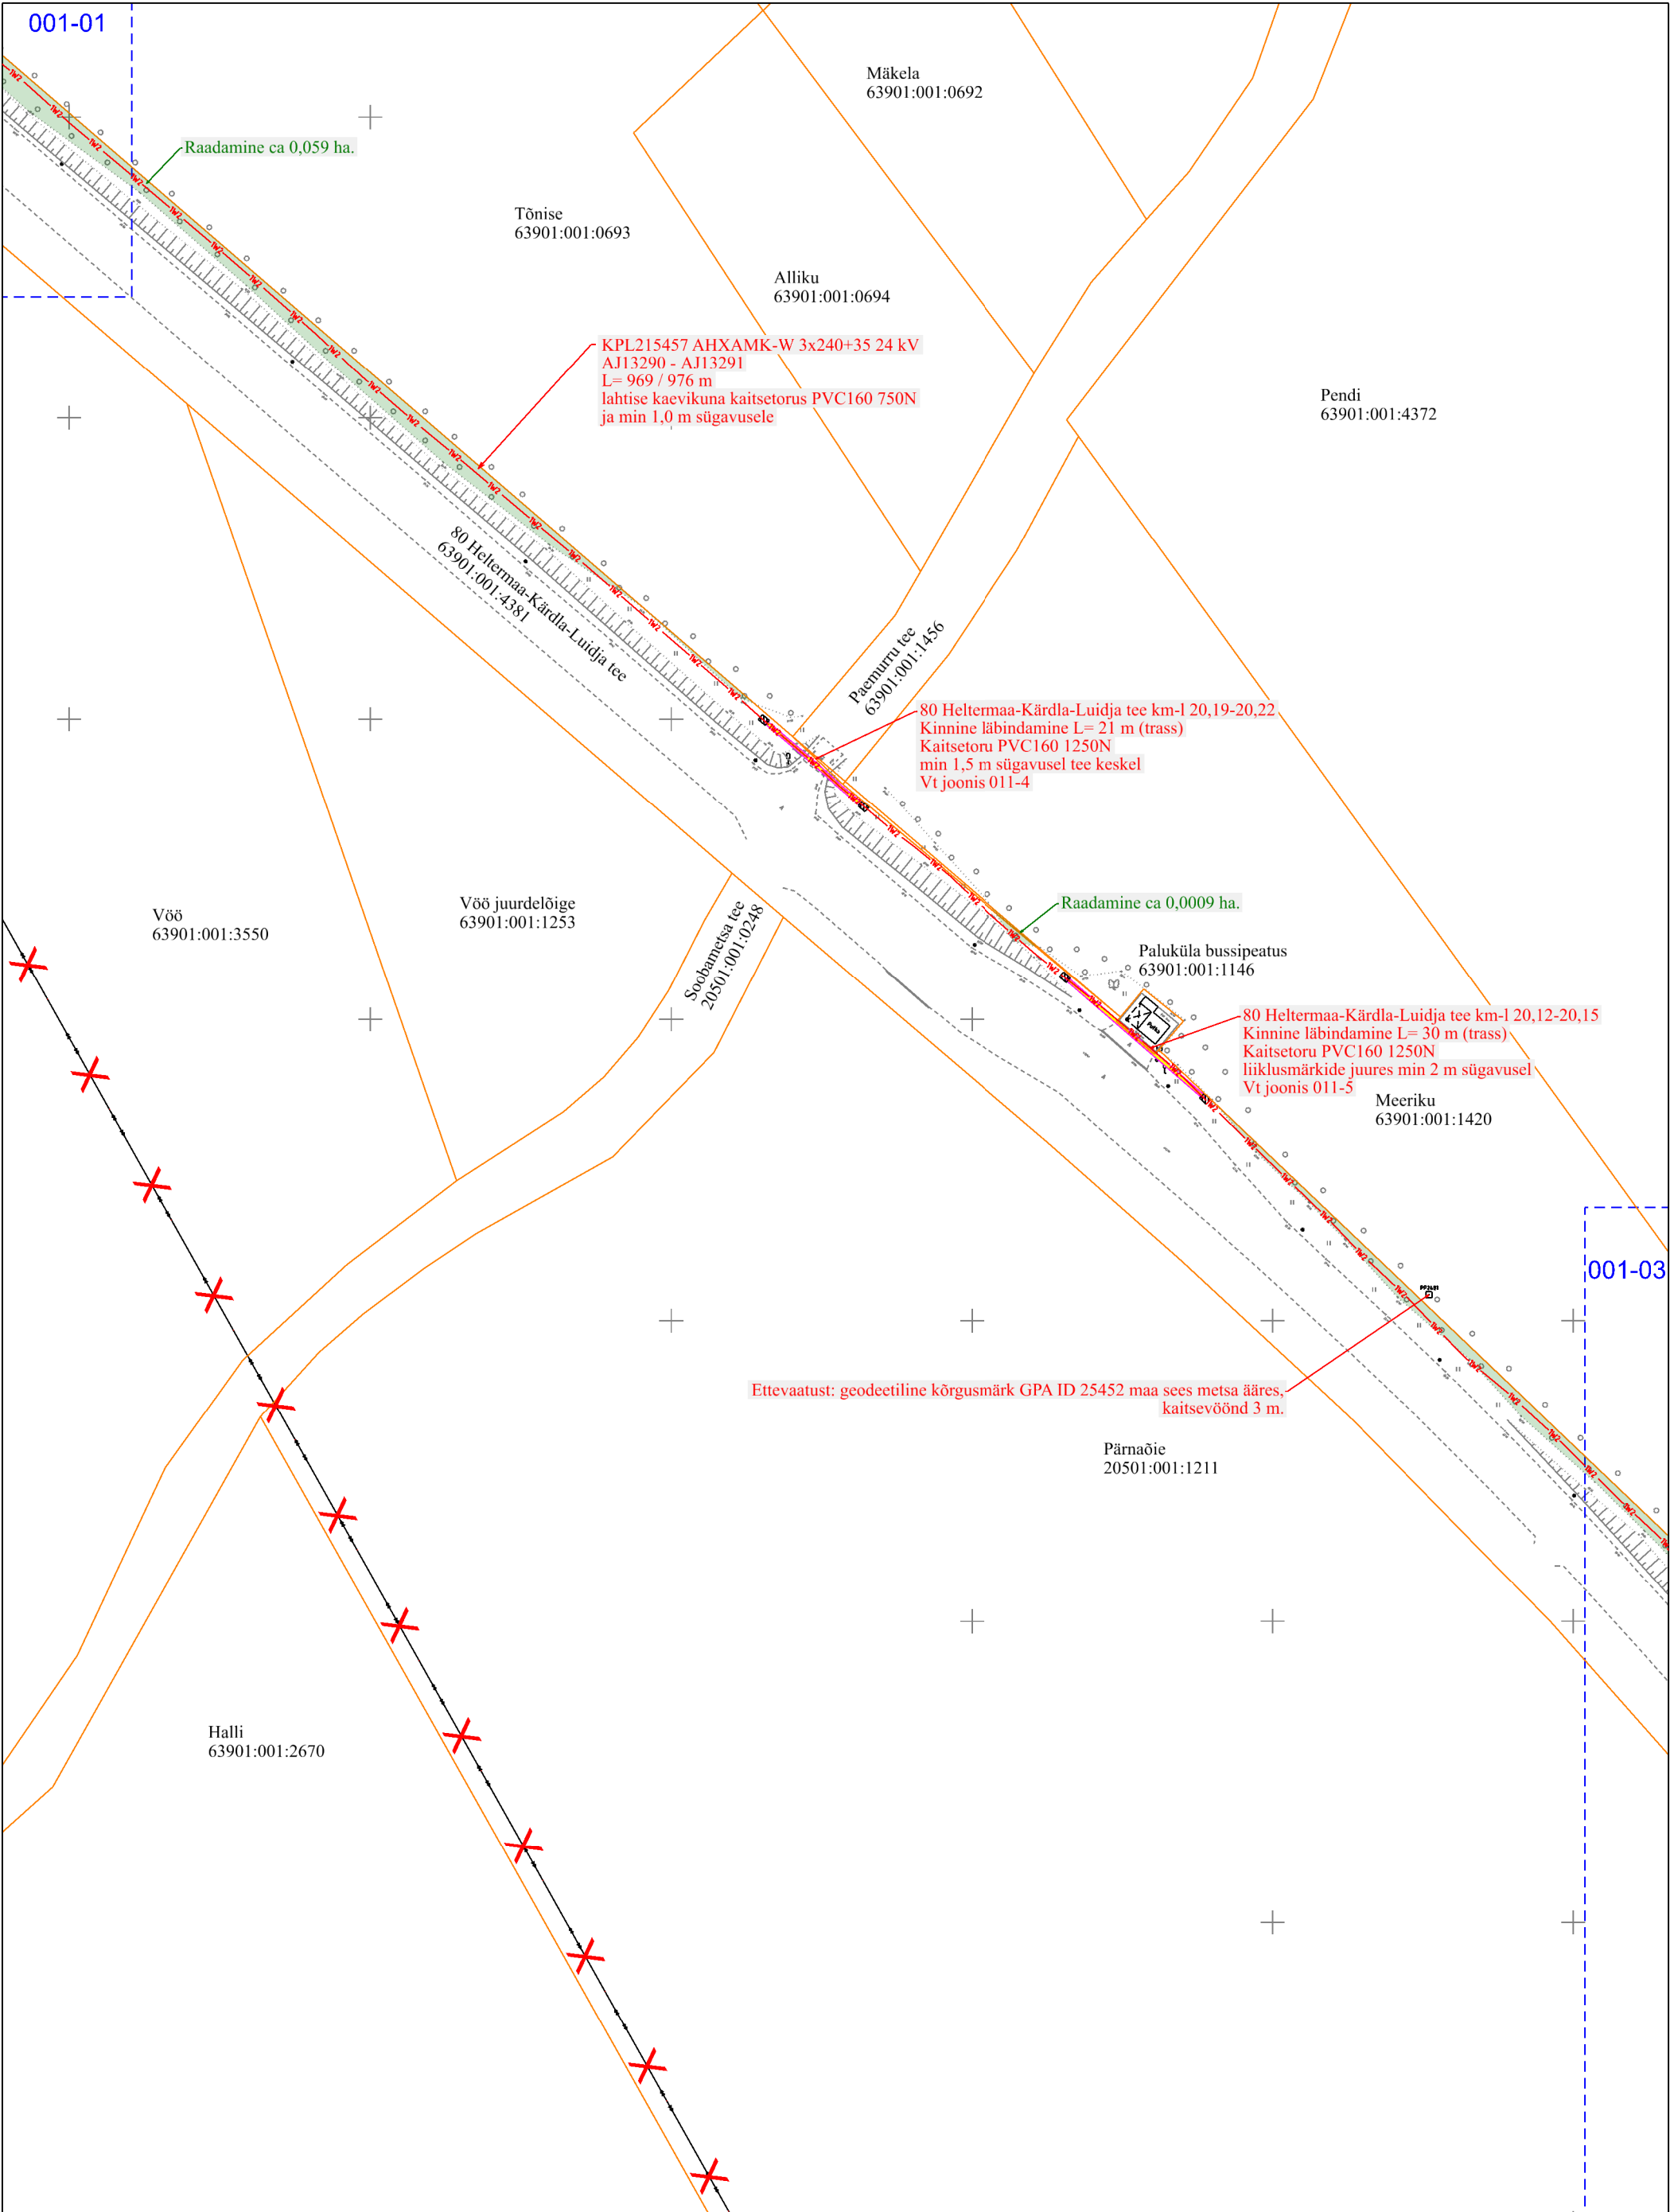 001-01
Mäkela
63901:001:0692
Raadamine ca 0,059 ha.
Tõnise
63901:001:0693
Alliku
63901:001:0694
KPL215457 AHXAMK-W 3x240+35 24 kV
AJ13290 - AJ13291
L= 969 / 976 m
lahtise kaevikuna kaitsetorus PVC160 750N
ja min 1,0 m sügavusele
Pendi
63901:001:4372
80 Heltermaa-Kärdla-Luidja tee
63901:001:4381
Paemurru tee
63901:001:1456
80 Heltermaa-Kärdla-Luidja tee km-l 20,19-20,22
Kinnine läbindamine L= 21 m (trass)
Kaitsetoru PVC160 1250N
min 1,5 m sügavusel tee keskel
Vt joonis 011-4
Vöö
63901:001:3550
Vöö juurdelõige
63901:001:1253
Soobametsa tee
20501:001:0248
Raadamine ca 0,0009 ha.
Paluküla bussipeatus
63901:001:1146
80 Heltermaa-Kärdla-Luidja tee km-l 20,12-20,15
Kinnine läbindamine L= 30 m (trass)
Kaitsetoru PVC160 1250N
liiklusmärkide juures min 2 m sügavusel
Vt joonis 011-5
Meeriku
63901:001:1420
001-03
Ettevaatust: geodeetiline kõrgusmärk GPA ID 25452 maa sees metsa ääres,
kaitsevöönd 3 m.
Pärnaõie
20501:001:1211
Halli
63901:001:2670